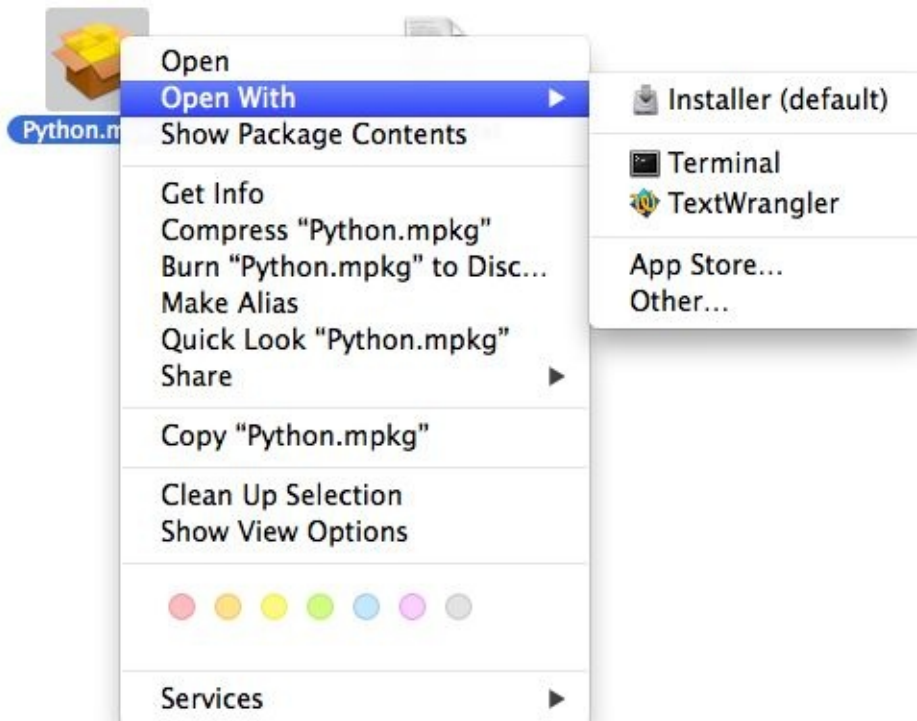 Python.m
Open
Open With
Show Package Contents
Get Info
Compress “Python.mpkg”
Burn “Python.mpkg” to Disc...
Make Alias
Quick Look “Python.mpkg”
Share
Copy “Python.mpkg”
Clean Up Selection
Show View Options
Services
Installer (default)
Terminal
TextWrangler
App Store...
Other...